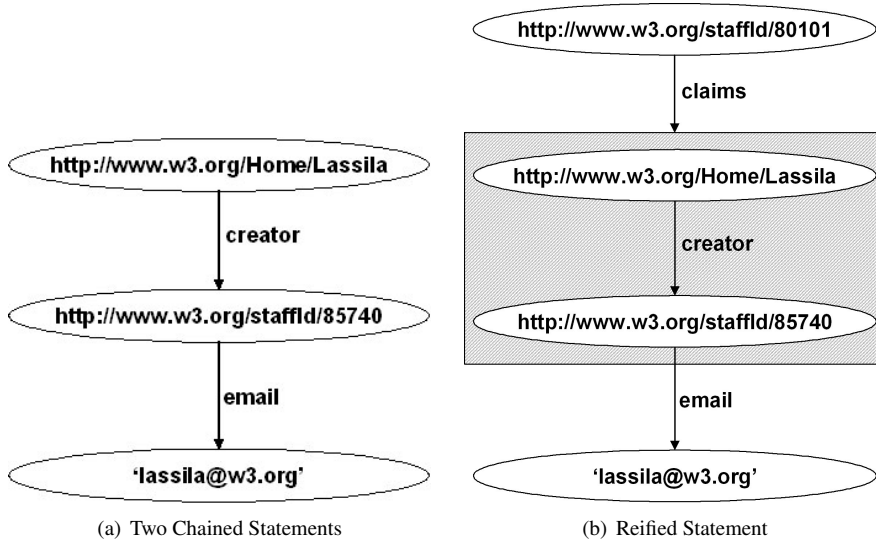 http://www.w3.org/Home/Lassila
creator
http://www.w3.org/staffId/85740
email
‘lassila@w3.org’
(a) Two Chained Statements
http://www.w3.org/staffId/80101
claims
http://www.w3.org/Home/Lassila
creator
http://www.w3.org/staffId/85740
email
‘lassila@w3.org’
(b) Reified Statement